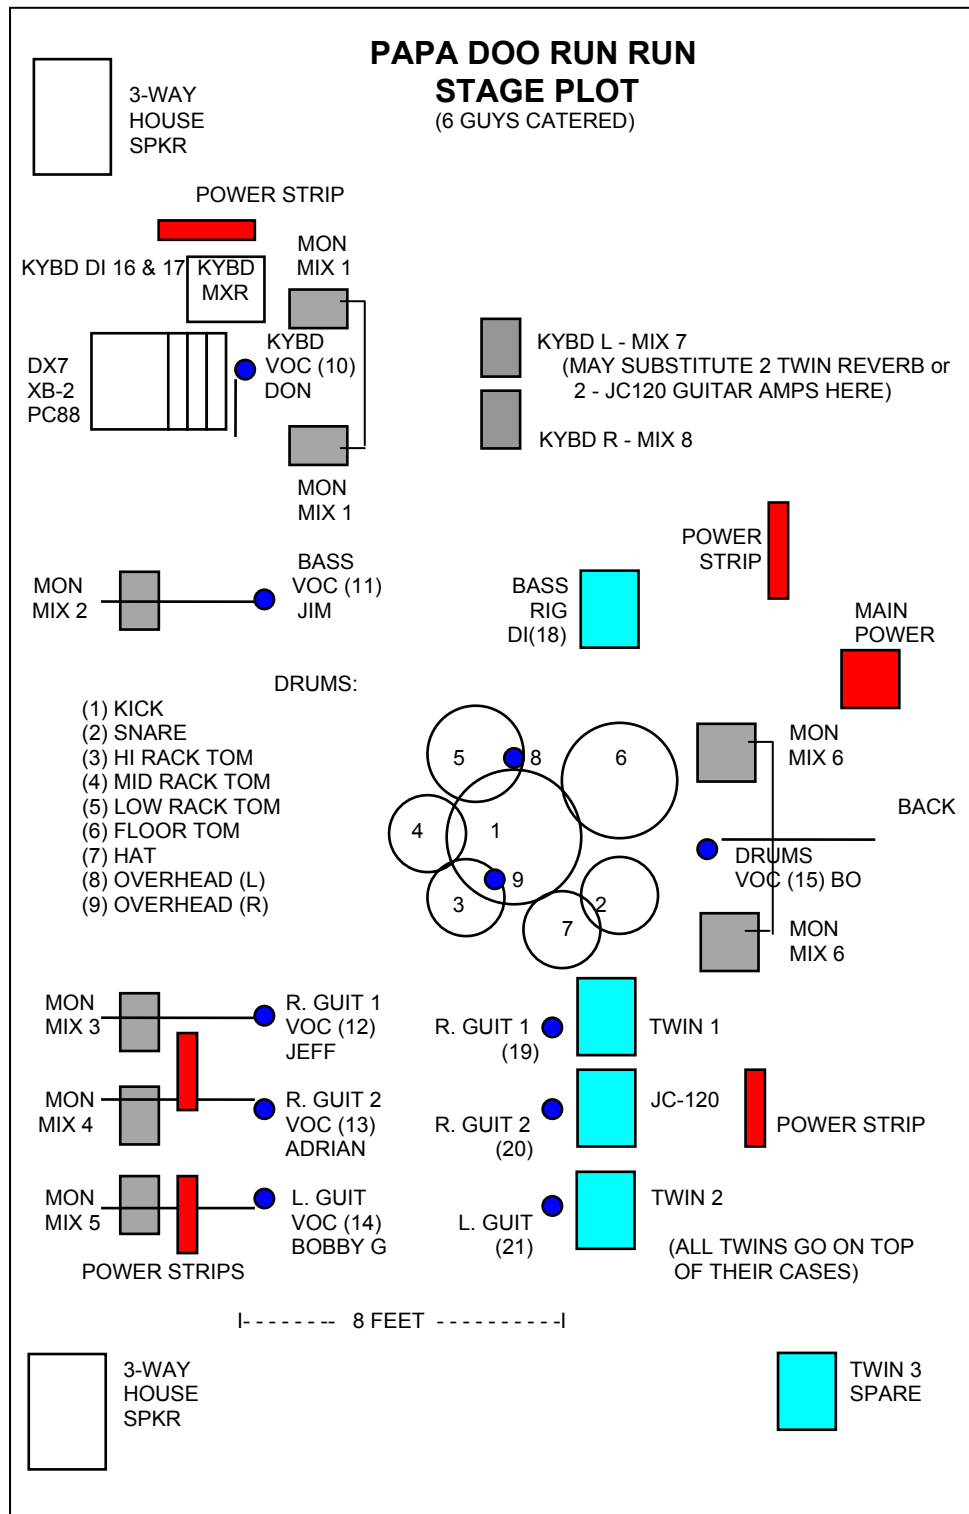 PAPA DOO RUN RUN
STAGE PLOT
(6 GUYS CATERED)
3-WAY
HOUSE
SPKR
POWER STRIP
KYBD DI 16 & 17
KYBD
MXR
MON
MIX 1
DX7
XB-2
PC88
KYBD
VOC (10)
DON
MON
MIX 1
KYBD L - MIX 7
(MAY SUBSTITUTE 2 TWIN REVERB or
2 - JC120 GUITAR AMPS HERE)
KYBD R - MIX 8
POWER
STRIP
MON
MIX 2
BASS
VOC (11)
JIM
BASS
RIG
DI(18)
MAIN
POWER
DRUMS:
(1) KICK
(2) SNARE
(3) HI RACK TOM
(4) MID RACK TOM
(5) LOW RACK TOM
(6) FLOOR TOM
(7) HAT
(8) OVERHEAD (L)
(9) OVERHEAD (R)
5
8
6
4
1
9
3
2
7
MON
MIX 6
BACK
DRUMS
VOC (15) BO
MON
MIX 6
MON
MIX 3
R. GUIT 1
VOC (12)
JEFF
R. GUIT 1
(19)
TWIN 1
MON
MIX 4
R. GUIT 2
VOC (13)
ADRIAN
R. GUIT 2
(20)
JC-120
POWER STRIP
MON
MIX 5
L. GUIT
VOC (14)
BOBBY G
L. GUIT
(21)
TWIN 2
(ALL TWINS GO ON TOP
OF THEIR CASES)
POWER STRIPS
I- - - - - - -- 8 FEET - - - - - - - - - -I
3-WAY
HOUSE
SPKR
TWIN 3
SPARE